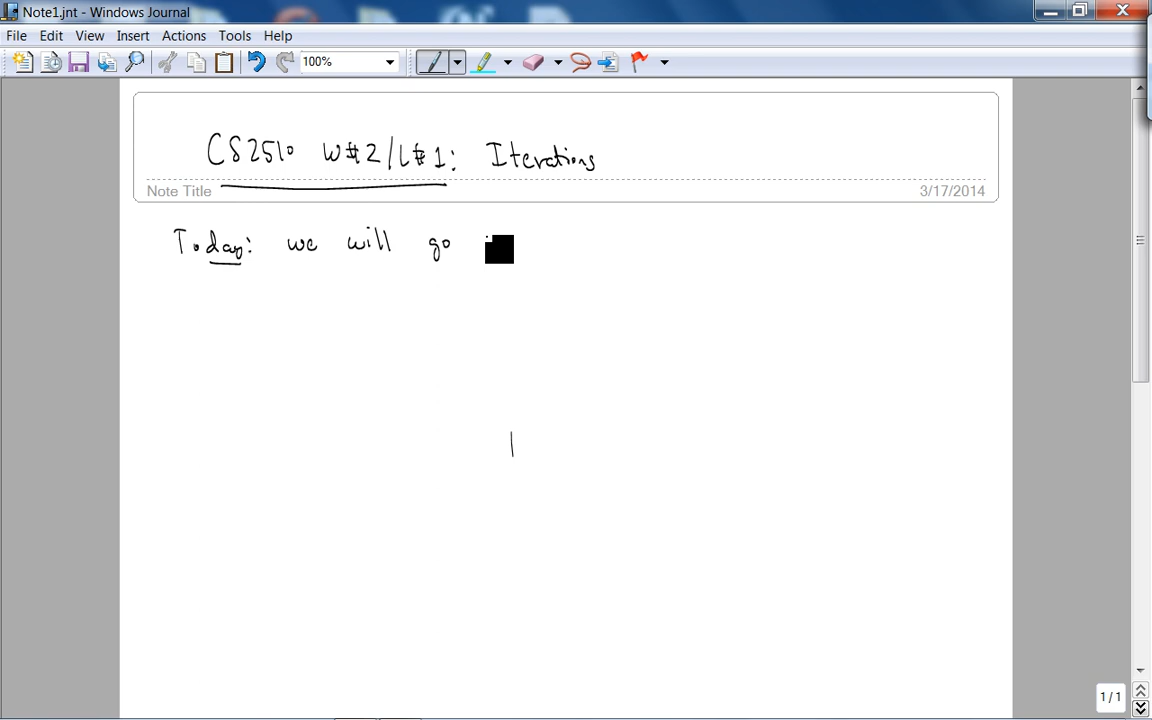 Note1.jnt - Windows Journal
File Edit View Insert Actions Tools Help
100%
CS2510 W#2/L#1: Iterations
Note Title
3/17/2014
Today: we will go
1/1